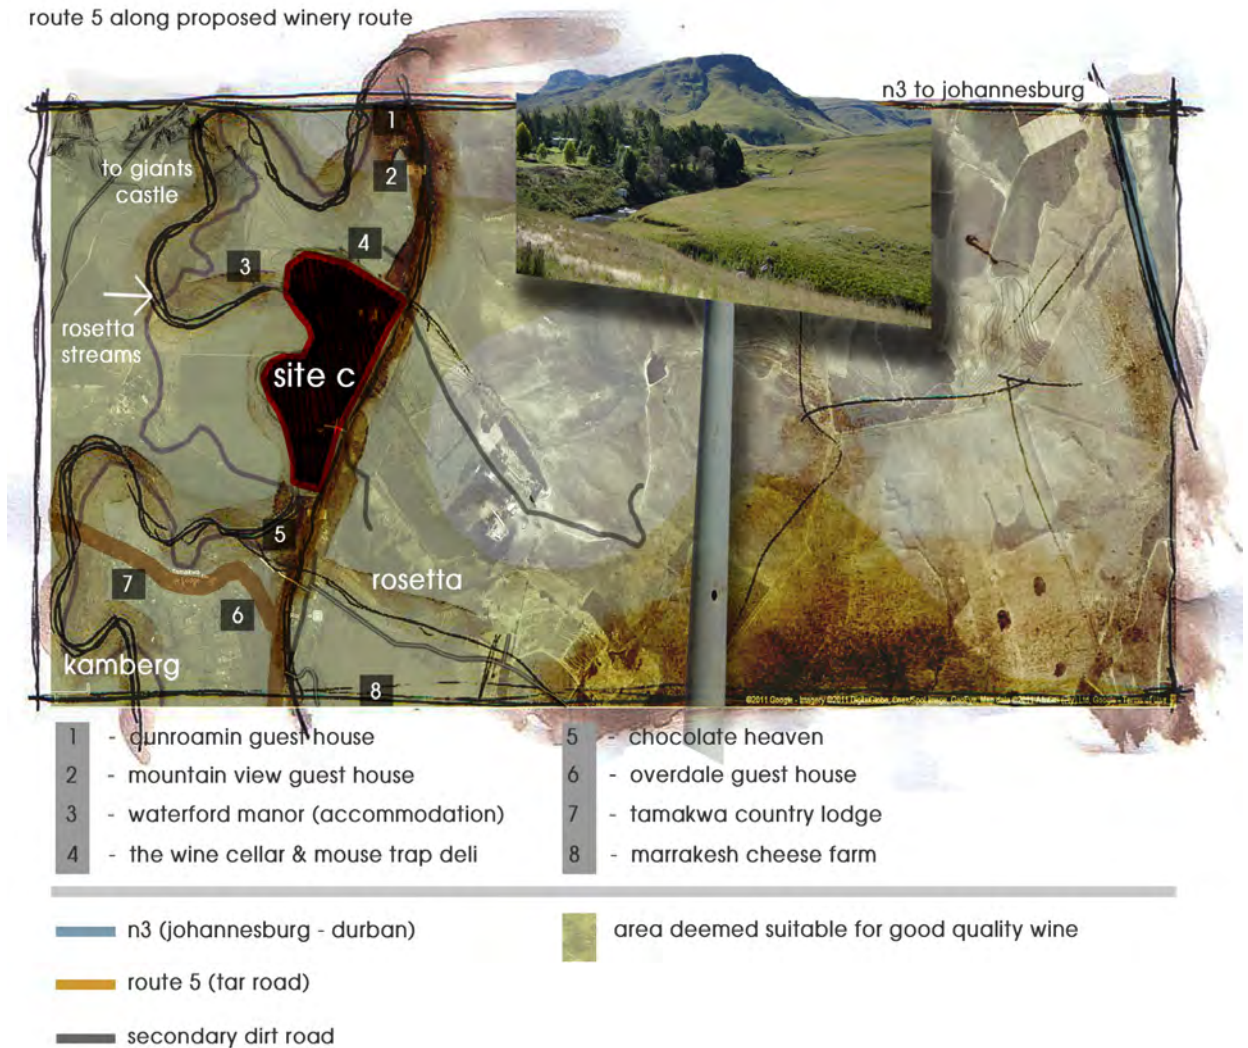 route 5 along proposed winery route
n3 to johannesburg
1
2
to giants
castle
4
3
rosetta
streams
site c
5
rosetta
7
6
kamberg
8
1 - dunroamin guest house
2 - mountain view guest house
3 - waterford manor (accommodation)
4 - the wine cellar & mouse trap deli
5 - chocolate heaven
6 - overdale guest house
7 - tamakwa country lodge
8 - marrakesh cheese farm
n3 (johannesburg - durban)
route 5 (tar road)
secondary dirt road
area deemed suitable for good quality wine